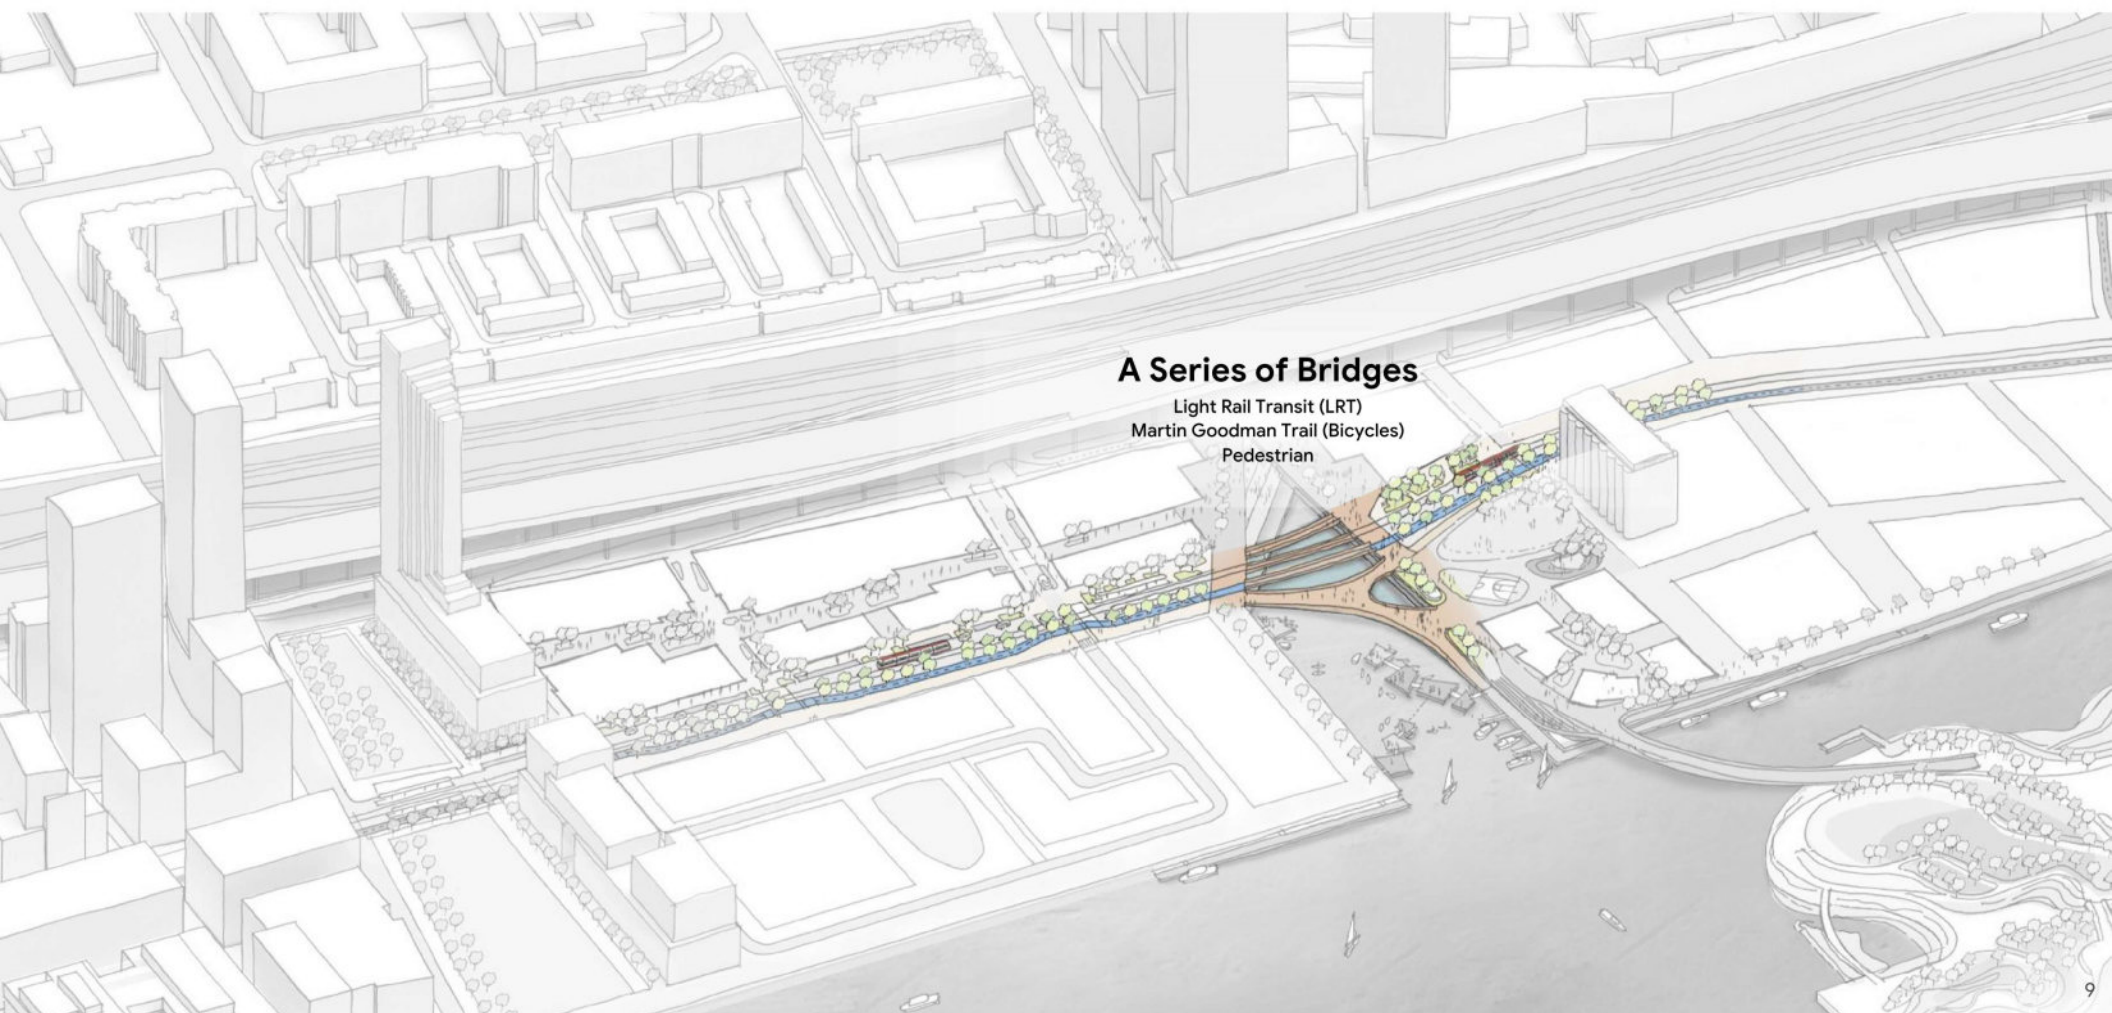 A Series of Bridges
Light Rail Transit (LRT)
Martin Goodman Trail (Bicycles)
Pedestrian
9